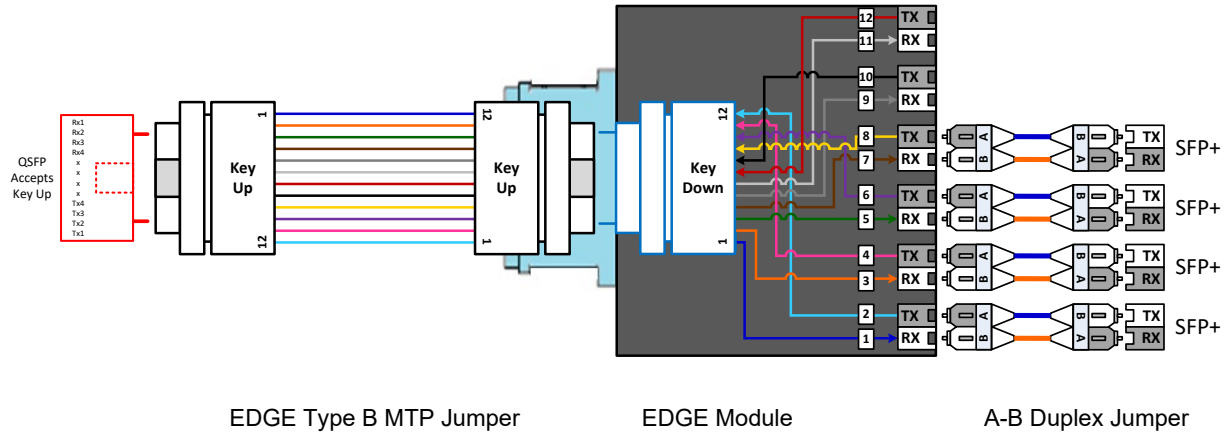 QSFP
Accepts
Key Up
Rx1
Rx2
Rx3
Rx4
x
x
x
x
Tx4
Tx3
Tx2
Tx1
1
Key
Up
12
12
Key
Up
1
12
Key
Down
1
12 TX
11 RX
10 TX
9 RX
8 TX
7 RX
6 TX
5 RX
4 TX
3 RX
2 TX
1 RX
A B TX
B A RX
SFP+
A B TX
B A RX
SFP+
A B TX
B A RX
SFP+
A B TX
B A RX
SFP+
EDGE Type B MTP Jumper
EDGE Module
A-B Duplex Jumper